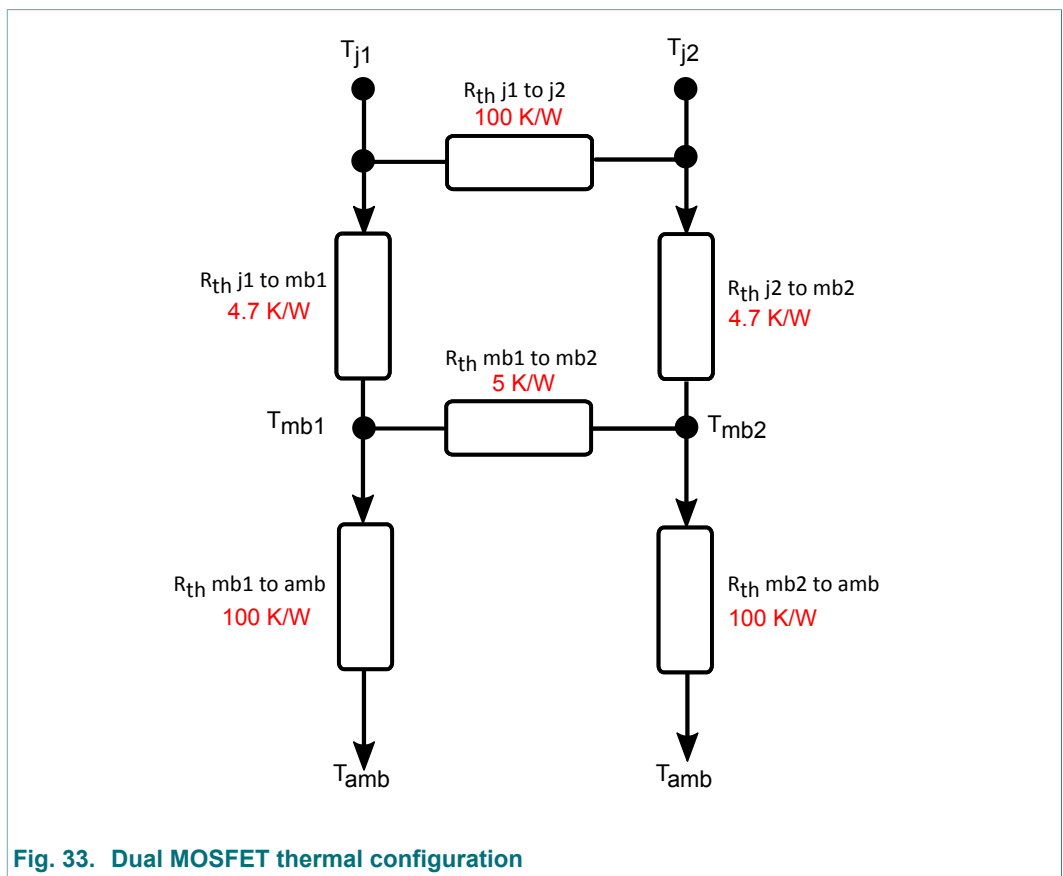 Tj1
Tj2
Rth j1 to j2
100 K/W
Rth j1 to mb1
4.7 K/W
Rth j2 to mb2
4.7 K/W
Rth mb1 to mb2
5 K/W
Tmb1
Tmb2
Rth mb1 to amb
100 K/W
Rth mb2 to amb
100 K/W
Tamb
Tamb
Fig. 33. Dual MOSFET thermal configuration